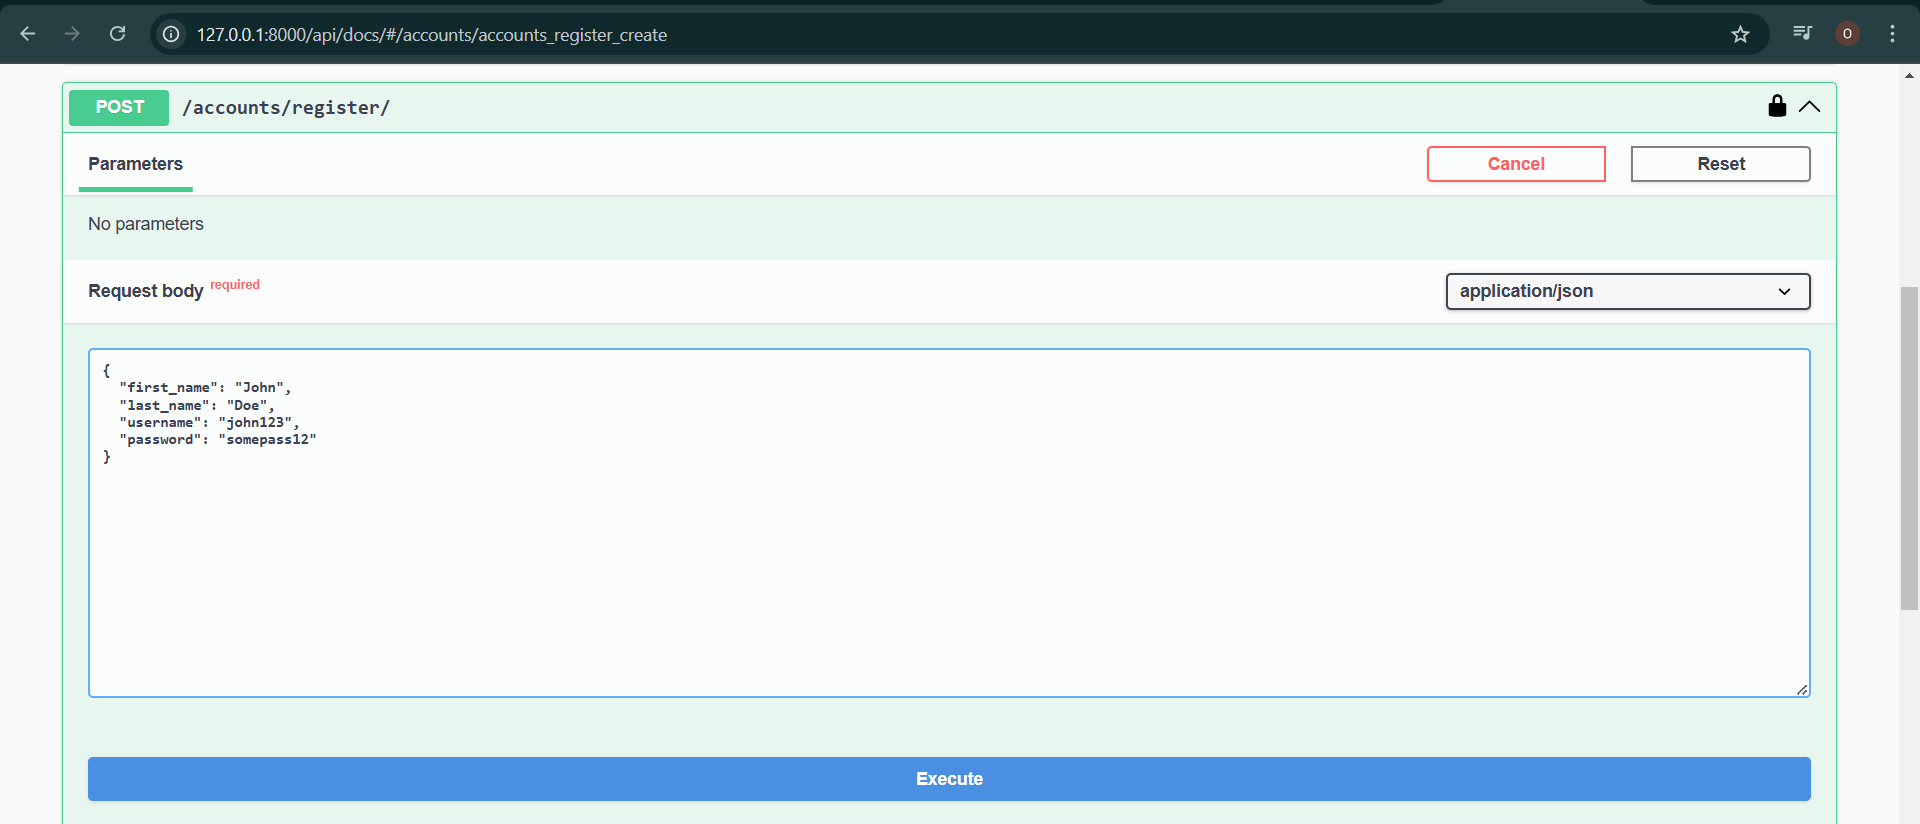 127.0.0.1:8000/api/docs/#/accounts/accounts_register_create
O
POST /accounts/register/
Parameters
Cancel
Reset
No parameters
Request body required
application/json
{
  "first_name": "John",
  "last_name": "Doe",
  "username": "john123",
  "password": "somepass12"
}
Execute